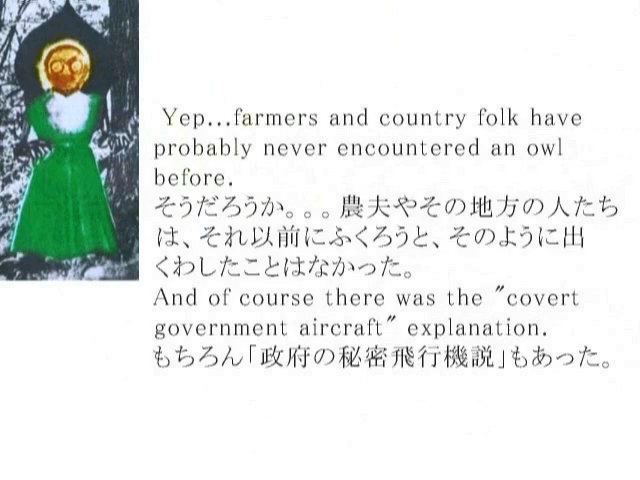 Yep...farmers and country folk have
probably never encountered an owl
before.
そうだろうか。。。農夫やその地方の人たち
は、それ以前にふくろうと、そのように出
くわしたことはなかった。
And of course there was the "covert
government aircraft" explanation.
もちろん「政府の秘密飛行機説」もあった。